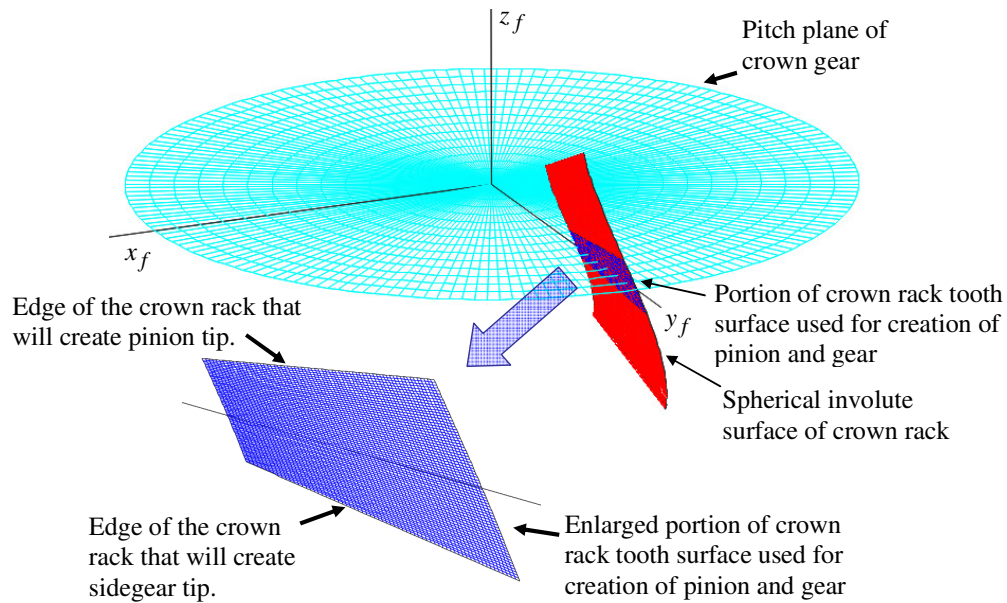 z_f
Pitch plane of
crown gear
x_f
Edge of the crown rack that
will create pinion tip.
y_f
Portion of crown rack tooth
surface used for creation of
pinion and gear
Spherical involute
surface of crown rack
Edge of the crown
rack that will create
sidegear tip.
Enlarged portion of crown
rack tooth surface used for
creation of pinion and gear